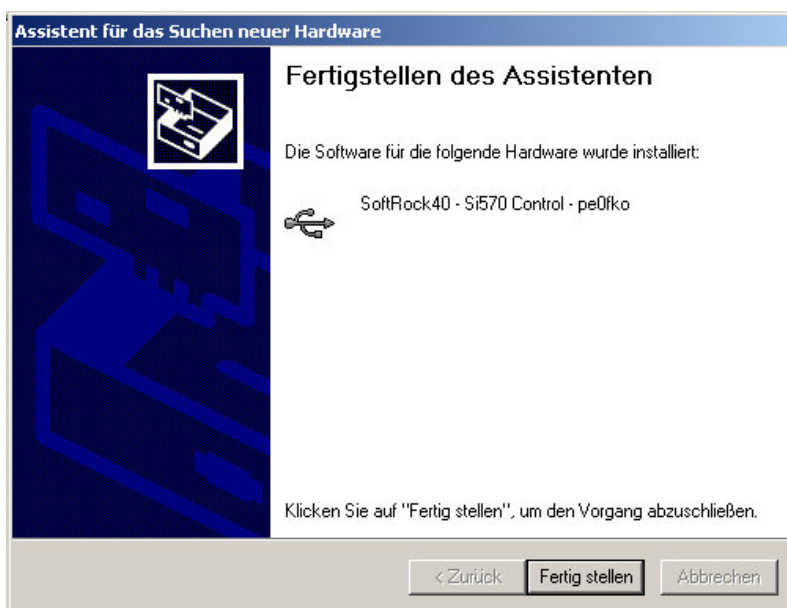 Assistent für das Suchen neuer Hardware
Fertigstellen des Assistenten
Die Software für die folgende Hardware wurde installiert:
SoftRock40 - Si570 Control - pe0fko
Klicken Sie auf "Fertig stellen", um den Vorgang abzuschließen.
< Zurück Fertig stellen Abbrechen